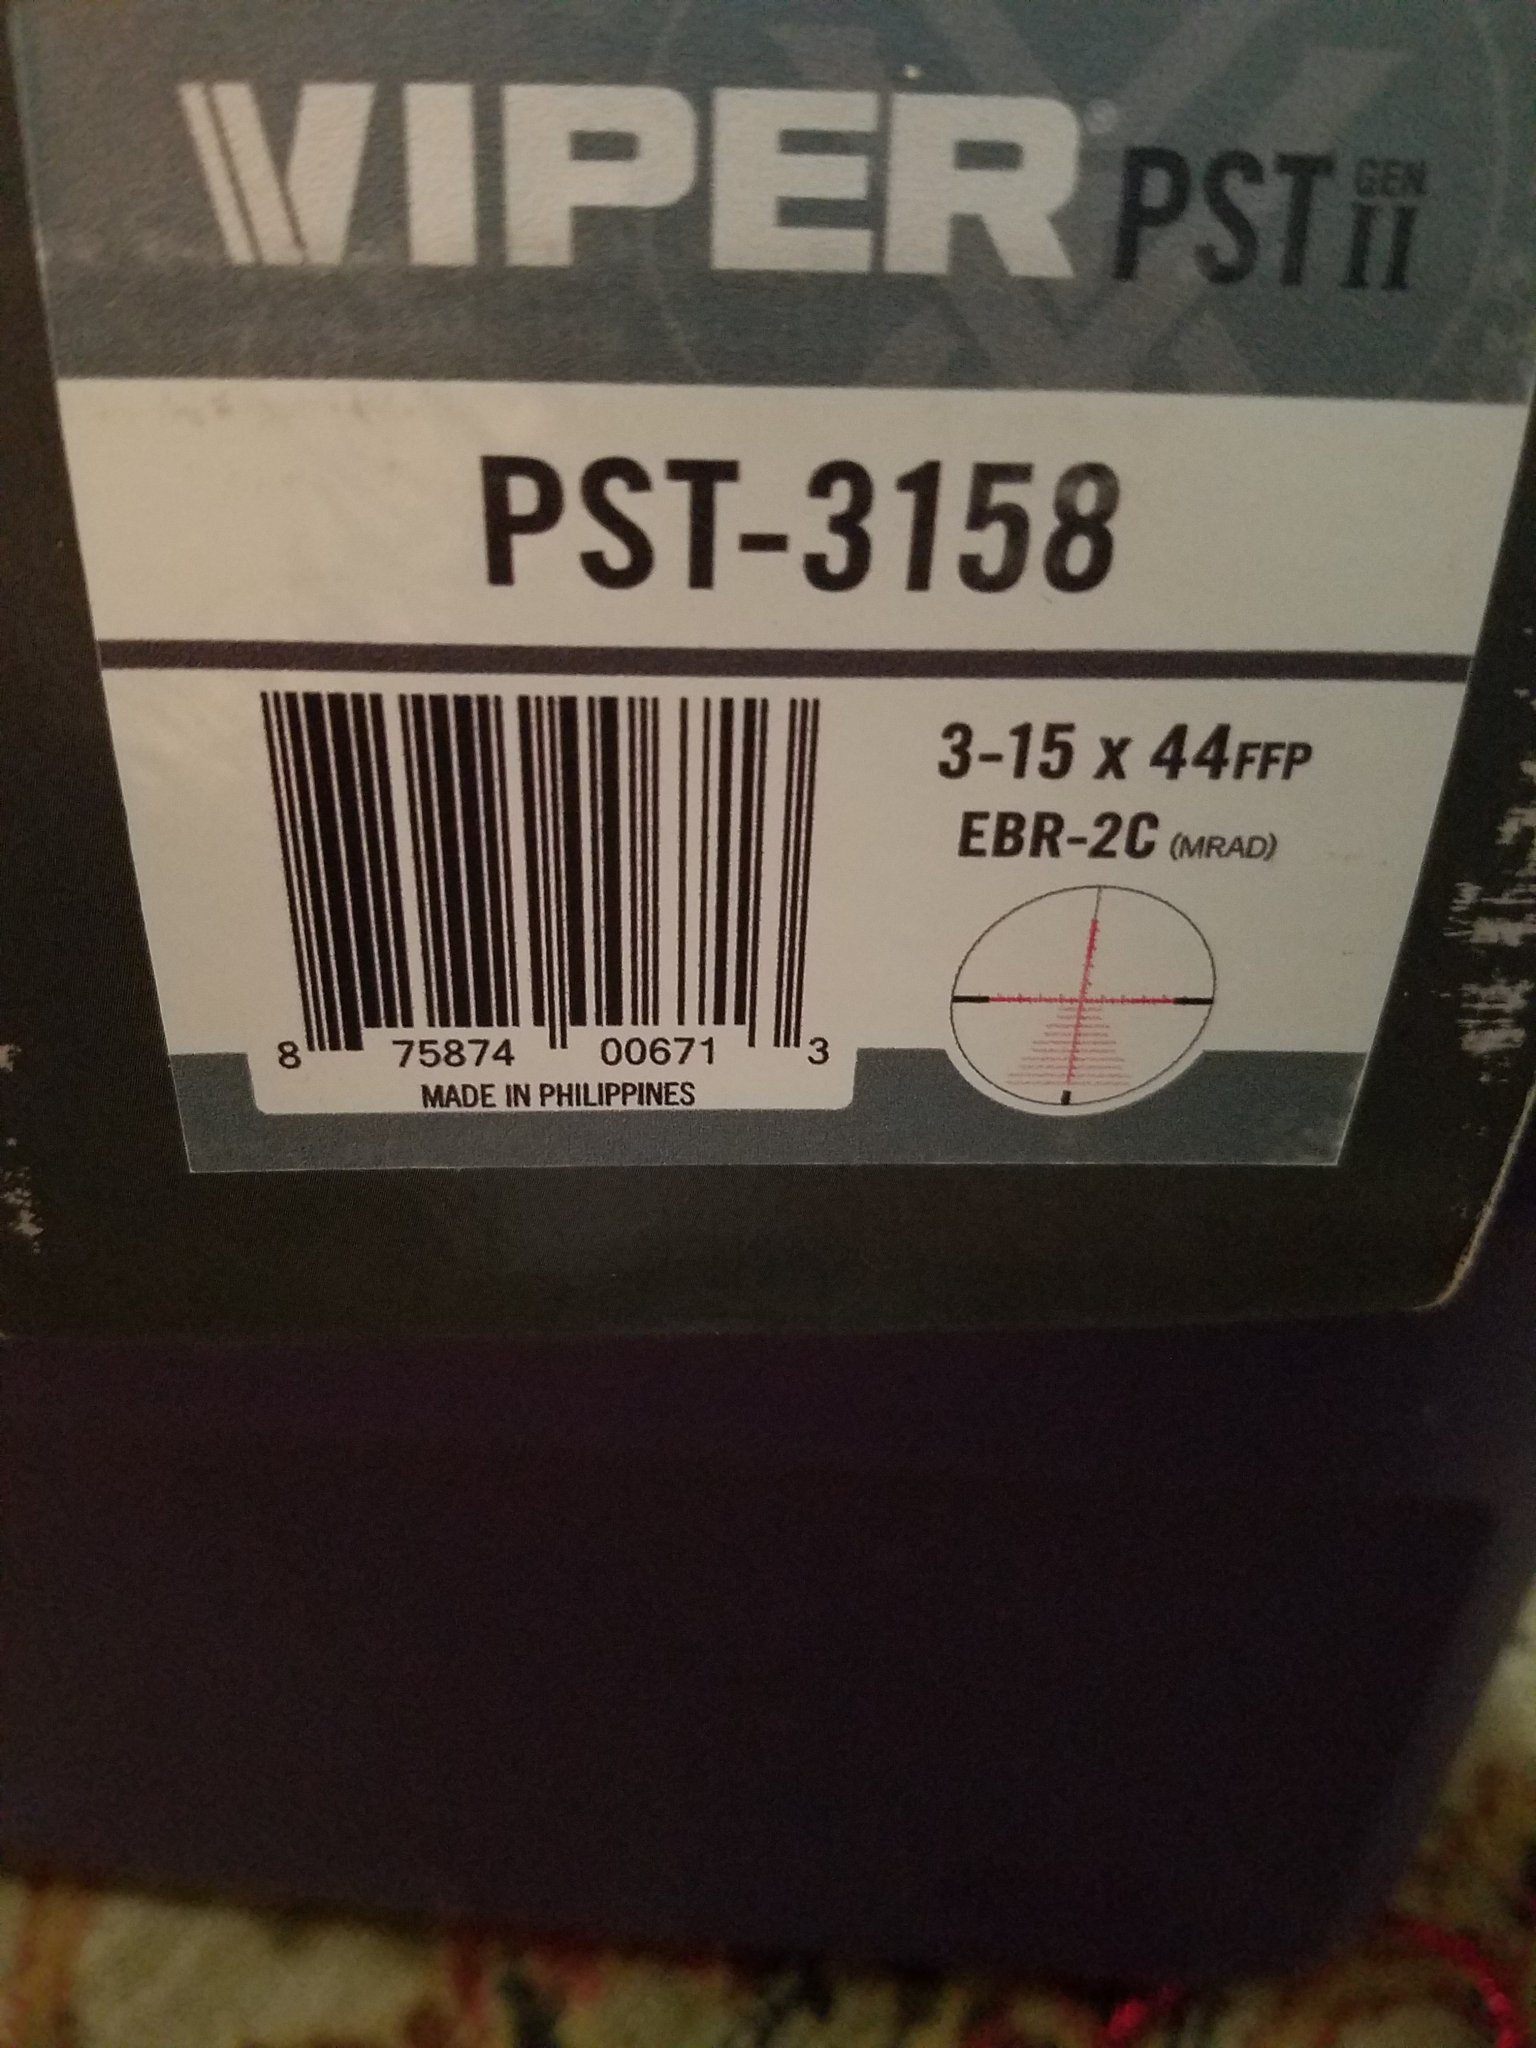 VIPER PST GEN II
PST-3158
3-15 x 44FFP
EBR-2C (MRAD)
8 75874 00671 3
MADE IN PHILIPPINES